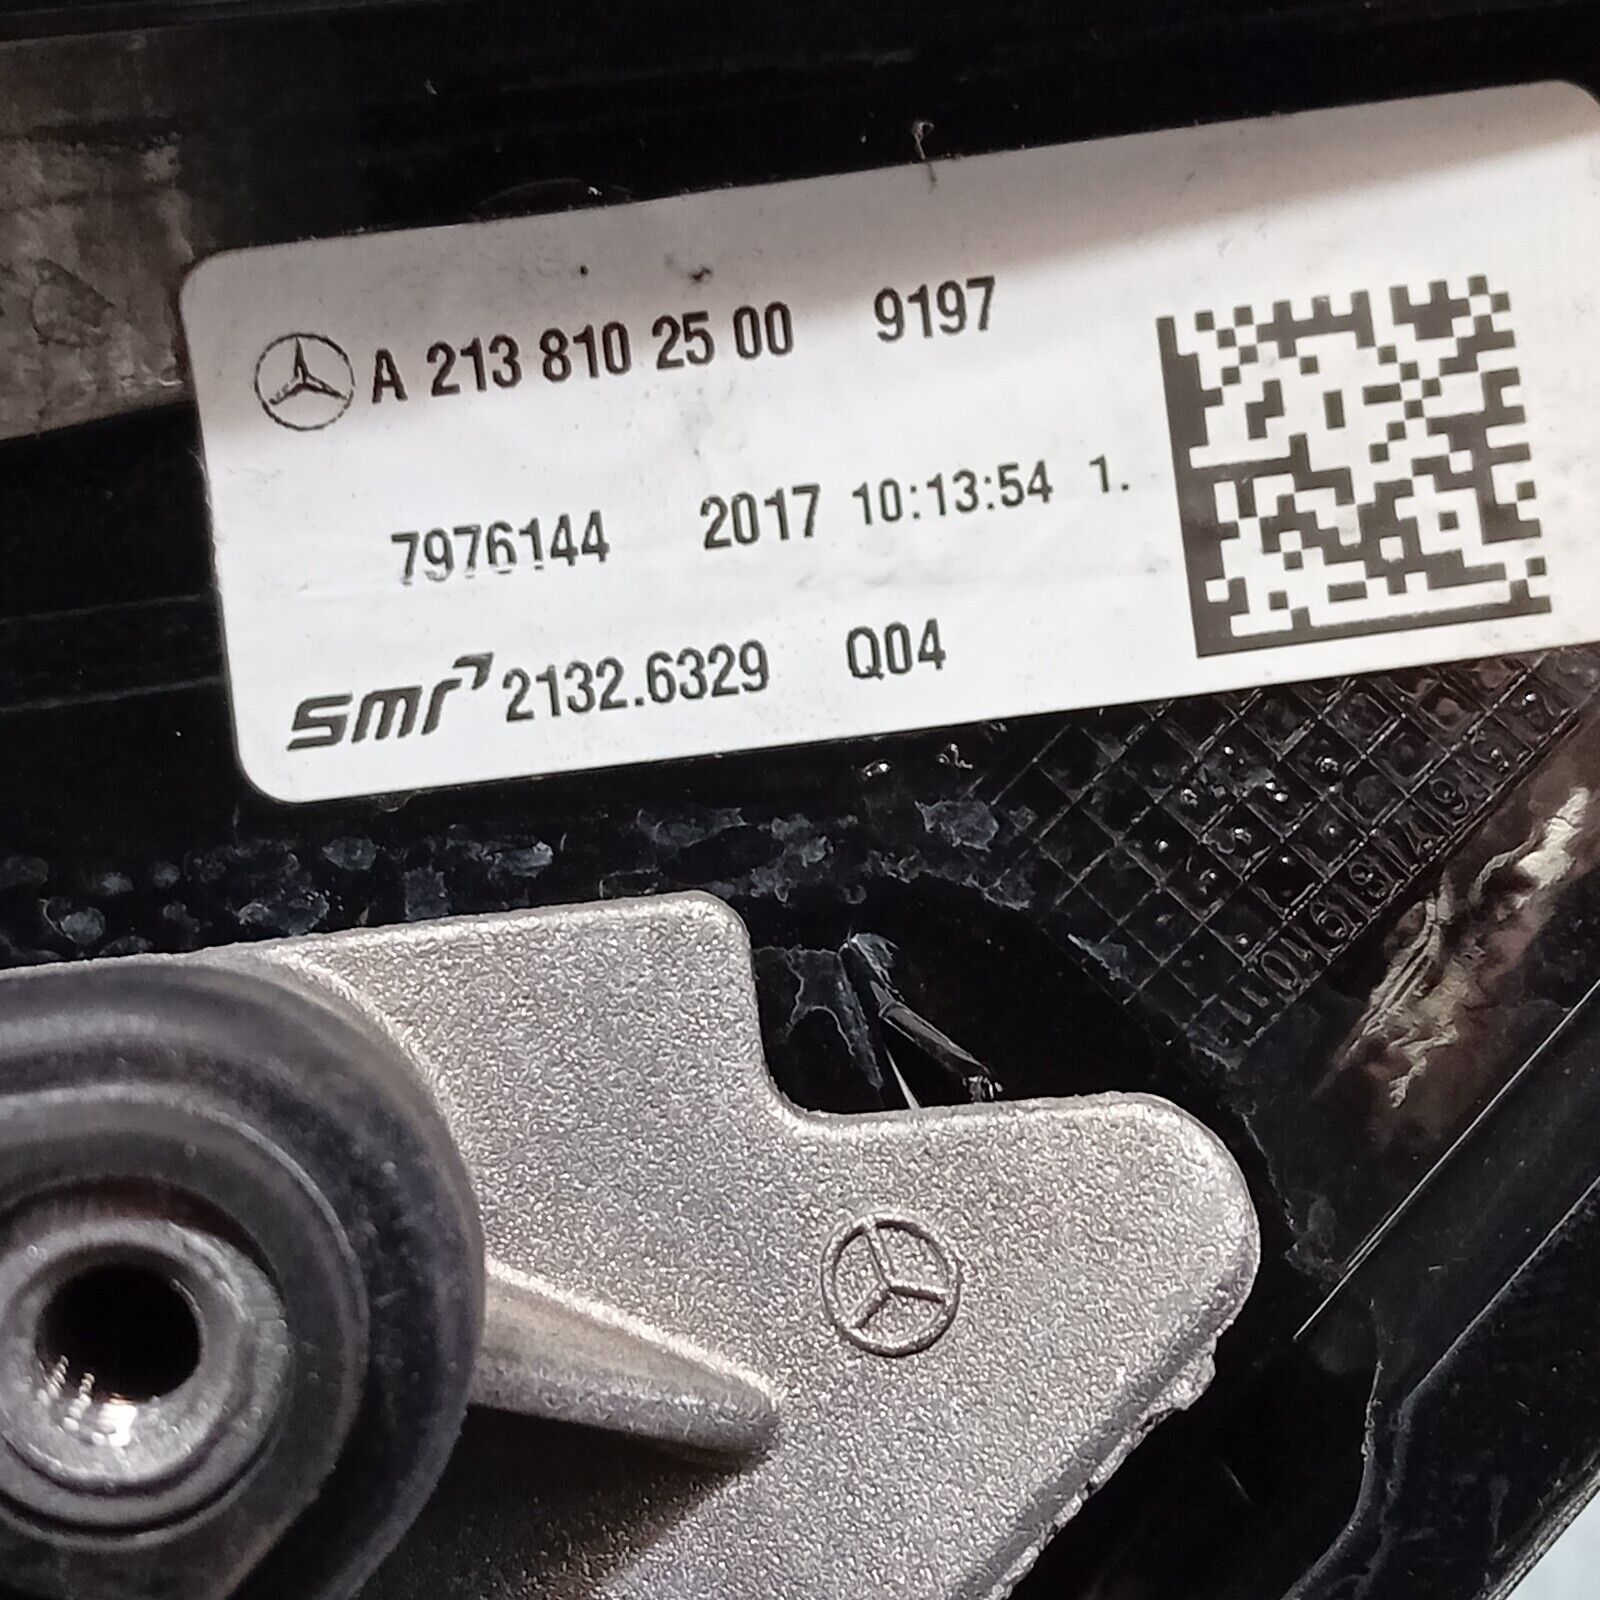 A 213 810 25 00 9197
7976144 2017 10:13:54 1.
smr 2132.6329 Q04